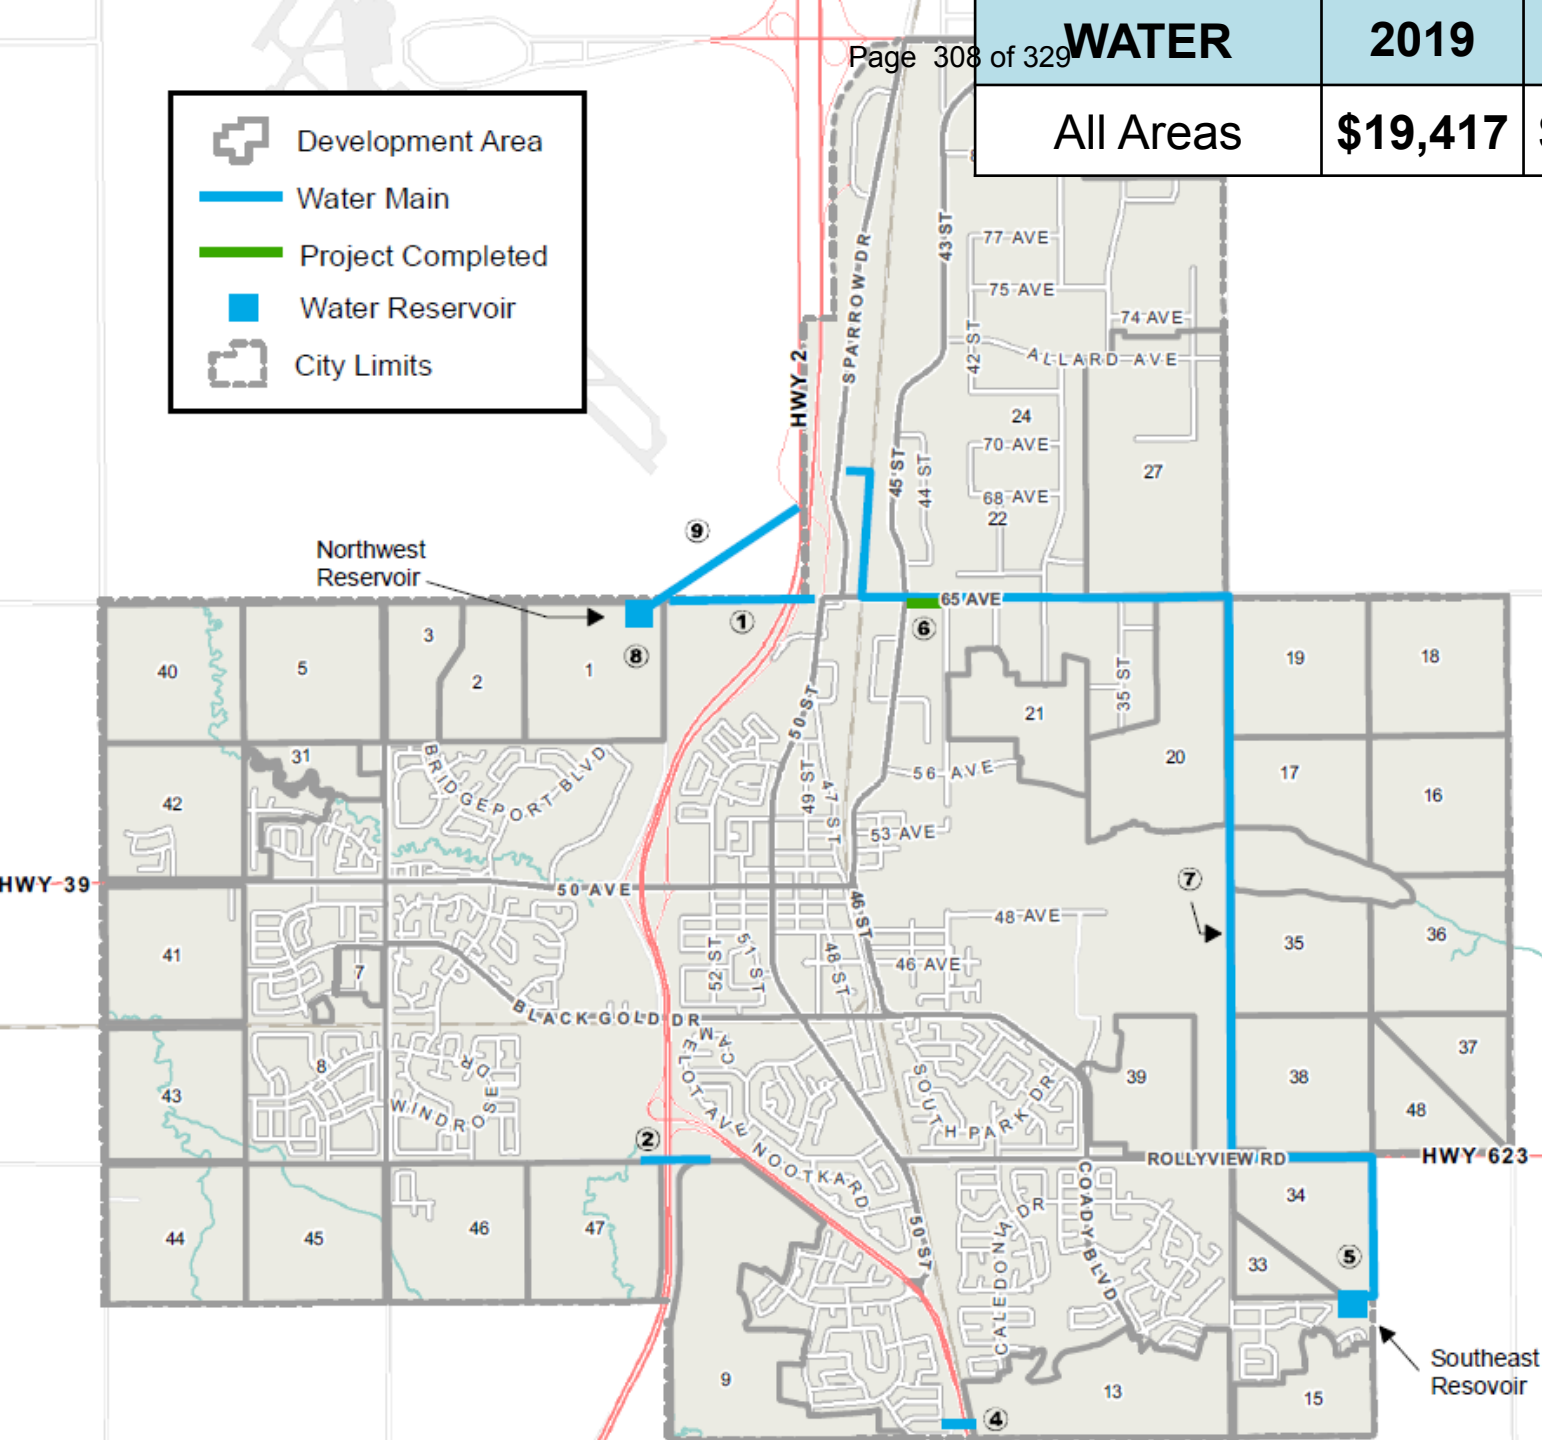 WATER 2019
Page 308 of 329
All Areas $19,417
Development Area
Water Main
Project Completed
Water Reservoir
City Limits
HWY 2
SPARROW DR
43 ST
77 AVE
75 AVE
74 AVE
42 ST
ALLARD AVE
24
70 AVE
45 ST
44 ST
68 AVE
22
27
9
Northwest
Reservoir
1
65 AVE
6
8
40
5
3
2
1
50 ST
21
35 ST
19
18
20
31
BRIDGEPORT BLVD
49 ST
47 ST
56 AVE
53 AVE
17
16
42
HWY 39
50 AVE
46 ST
7
48 AVE
41
7
52 ST
51 ST
48 ST
46 AVE
35
36
BLACK GOLD DR
CAMELOT AVE
8
WINDROSE DR
43
SOUTH PARK DR
39
38
37
48
2
NOOTKA RD
ROLLYVIEW RD
HWY 623
44
45
46
47
50 ST
CALEDONIA DR
COADY BLVD
34
33
5
9
4
13
15
Southeast
Resovoir